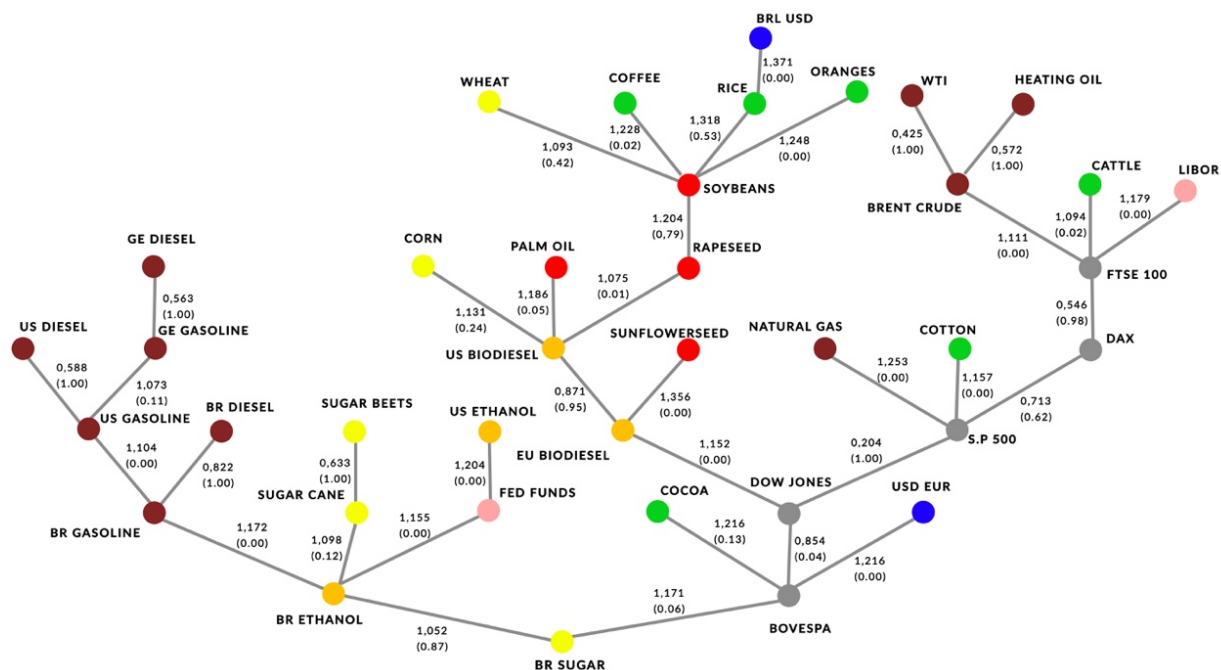 BRL USD
1,371
(0.00)
WHEAT
COFFEE
RICE
ORANGES
WTI
HEATING OIL
1,093
(0.42)
1,228
(0.02)
1,318
(0.53)
1,248
(0.00)
0,425
(1.00)
0,572
(1.00)
SOYBEANS
BRENT CRUDE
CATTLE
LIBOR
1.204
(0,79)
1,111
(0.00)
1,094
(0.02)
1,179
(0.00)
GE DIESEL
CORN
PALM OIL
RAPESEED
FTSE 100
0,563
(1.00)
1,131
(0.24)
1,186
(0.05)
1,075
(0.01)
0,546
(0.98)
US DIESEL
GE GASOLINE
US BIODIESEL
SUNFLOWERSEED
NATURAL GAS
COTTON
DAX
0,588
(1.00)
1,073
(0.11)
0,871
(0.95)
1,356
(0.00)
1,253
(0.00)
1,157
(0.00)
0,713
(0.62)
US GASOLINE
BR DIESEL
SUGAR BEETS
US ETHANOL
EU BIODIESEL
S.P 500
1,104
(0.00)
0,822
(1.00)
0,633
(1.00)
1,204
(0.00)
1,152
(0.00)
0,204
(1.00)
BR GASOLINE
SUGAR CANE
FED FUNDS
COCOA
DOW JONES
USD EUR
1,172
(0.00)
1,098
(0.12)
1,155
(0.00)
1,216
(0.13)
0,854
(0.04)
1,216
(0.00)
BR ETHANOL
1,052
(0.87)
1,171
(0.06)
BOVESPA
BR SUGAR